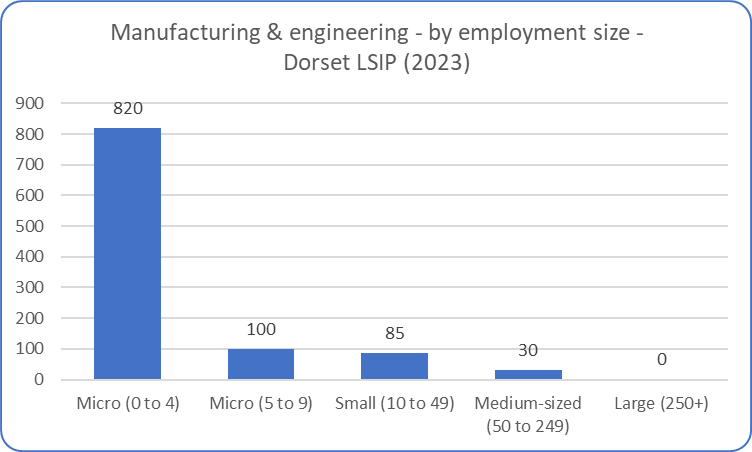 Manufacturing & engineering - by employment size -
Dorset LSIP (2023)
900
800
700
600
500
400
300
200
100
0
820
100
85
30
0
Micro (0 to 4)
Micro (5 to 9)
Small (10 to 49)
Medium-sized
(50 to 249)
Large (250+)